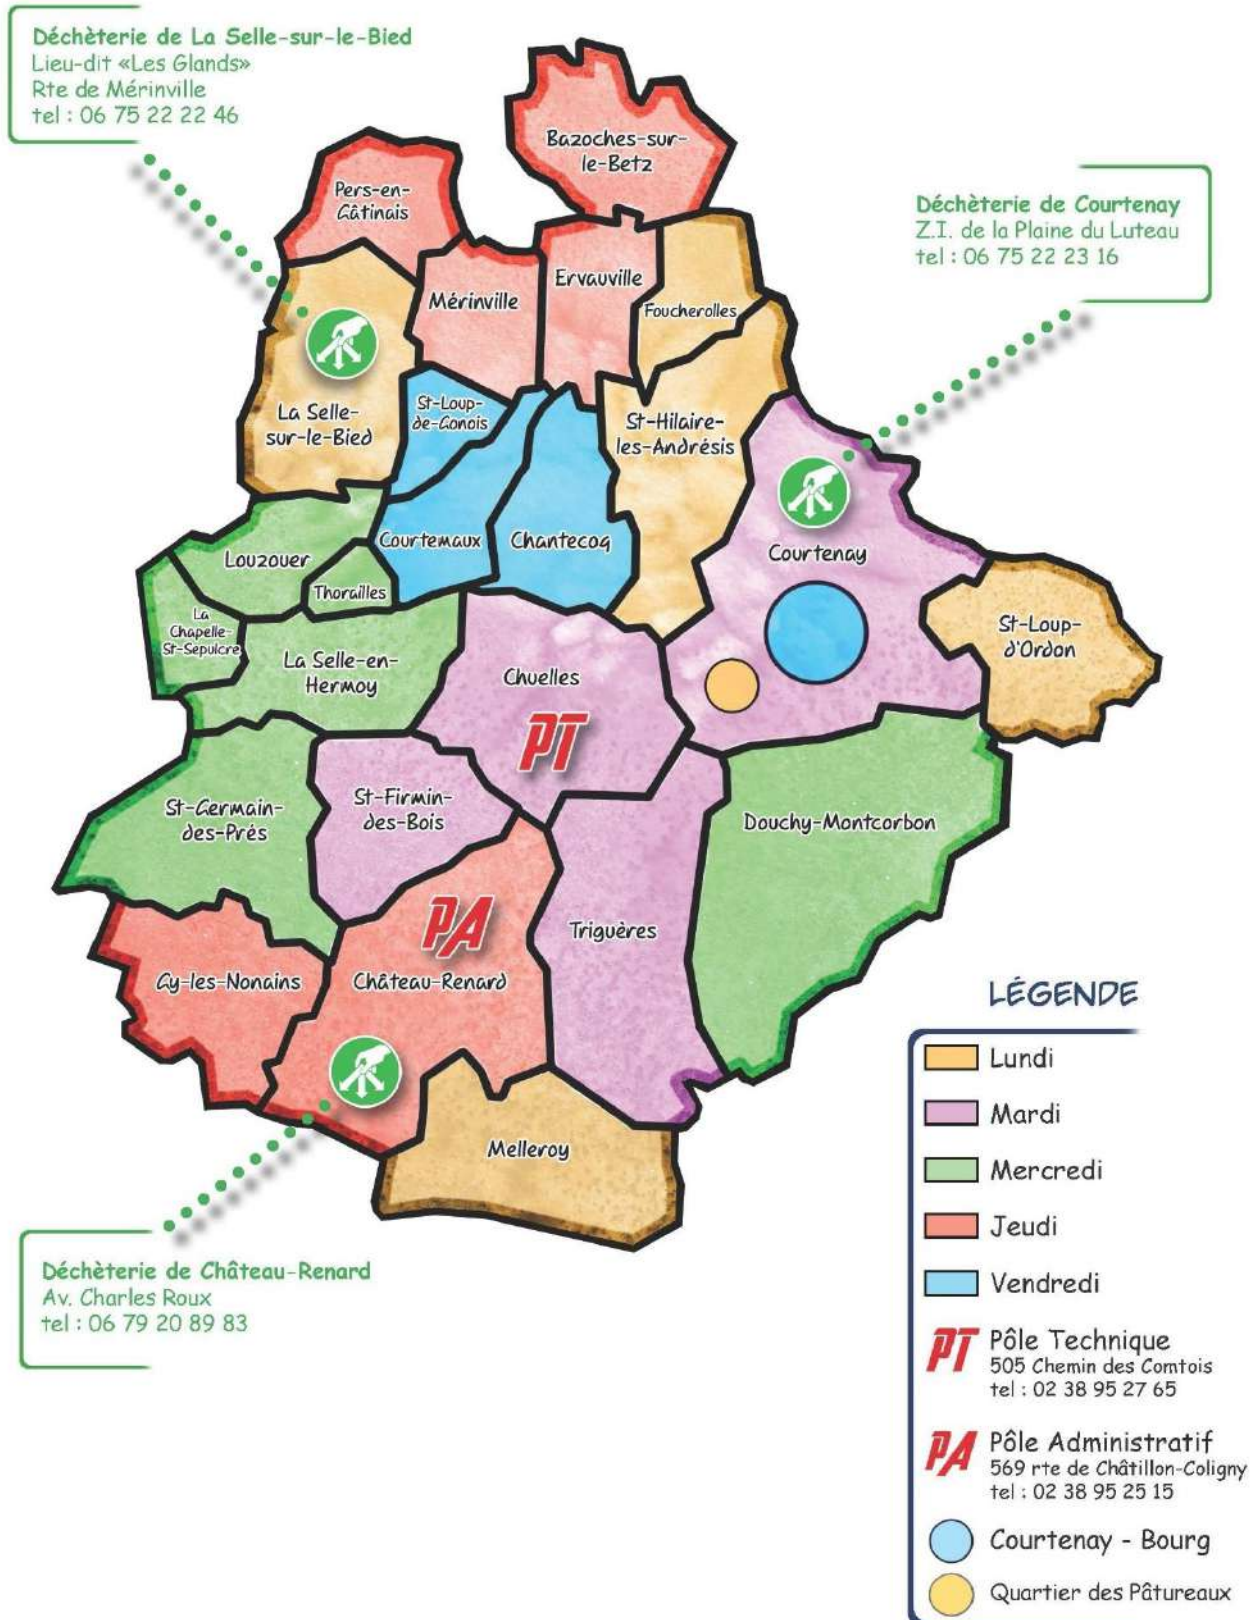 Déchèterie de La Selle-sur-le-Bied
Lieu-dit «Les Glands»
Rte de Mérinville
tel : 06 75 22 22 46
Bazoches-sur-
le-Betz
Pers-en-
Gâtinais
Déchèterie de Courtenay
Z.I. de la Plaine du Luteau
tel : 06 75 22 23 16
Ervauville
Mérinville
Foucherolles
La Selle-
sur-le-Bied
St-Loup-
de-Gonois
St-Hilaire-
les-Andrésis
Courtemaux
Chantecoq
Courtenay
Louzouer
Thorailles
La
Chapelle-
St-Sépulcre
St-Loup-
d'Ordon
La Selle-en-
Hermoy
Chuelles
PT
St-Germain-
des-Prés
St-Firmin-
des-Bois
Douchy-Montcorbon
PA
Triguères
Gy-les-Nonains
Château-Renard
Melleroy
Déchèterie de Château-Renard
Av. Charles Roux
tel : 06 79 20 89 83
LÉGENDE
Lundi
Mardi
Mercredi
Jeudi
Vendredi
PT Pôle Technique
505 Chemin des Comtois
tel : 02 38 95 27 65
PA Pôle Administratif
569 rte de Châtillon-Coligny
tel : 02 38 95 25 15
Courtenay - Bourg
Quartier des Pâtureaux